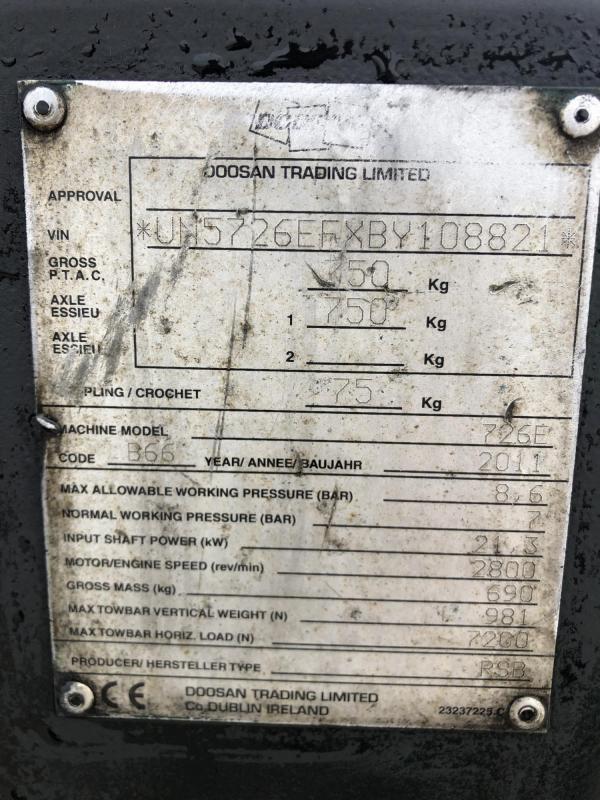 DOOSAN TRADING LIMITED
APPROVAL
VIN *UN5726EFXBY108821*
GROSS P.T.A.C. 750 Kg
AXLE ESSIEU 1 750 Kg
AXLE ESSIEU 2 Kg
PLING / CROCHET 75 Kg
MACHINE MODEL 726E
CODE B66 YEAR/ ANNEE/ BAUJAHR 2011
MAX ALLOWABLE WORKING PRESSURE (BAR) 8,6
NORMAL WORKING PRESSURE (BAR) 7
INPUT SHAFT POWER (kW) 21,3
MOTOR/ENGINE SPEED (rev/min) 2800
GROSS MASS (kg) 690
MAX TOWBAR VERTICAL WEIGHT (N) 981
MAX TOWBAR HORIZ. LOAD (N) 7200
PRODUCER/ HERSTELLER TYPE RSB
CE DOOSAN TRADING LIMITED
Co. DUBLIN IRELAND 23237225